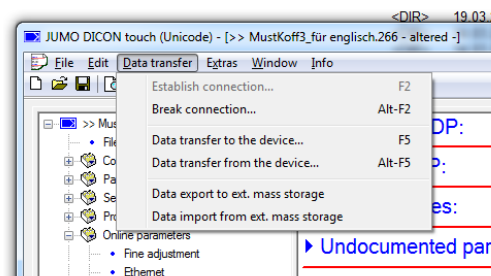 <DIR> 19.03.
JUMO DICON touch (Unicode) - [>> MustKoff3_für englisch.266 - altered -]
File Edit Data transfer Extras Window Info
Establish connection... F2
Break connection... Alt-F2
Data transfer to the device... F5
Data transfer from the device... Alt-F5
Data export to ext. mass storage
Data import from ext. mass storage
>> Mus
File
Co
Pa
Se
Pro
Online parameters
Fine adjustment
Ethernet
DP:
P:
es:
Undocumented par